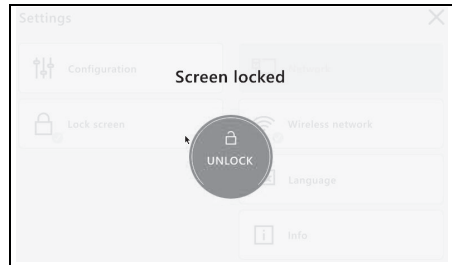 Settings
Configuration
Network
Screen locked
Lock screen
Wireless network
UNLOCK
Language
Info